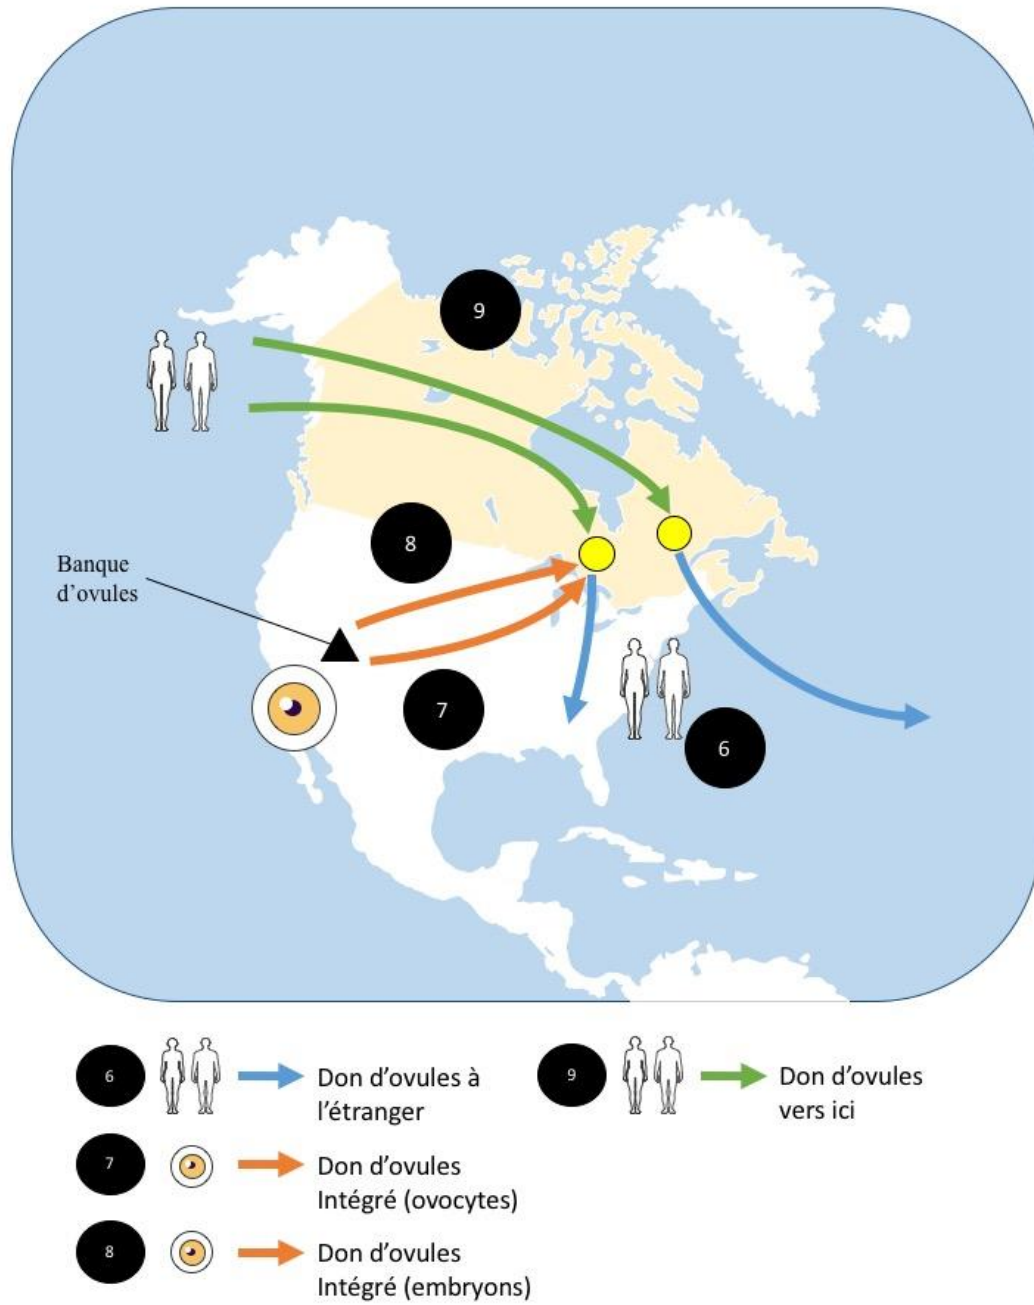 9
8
Banque
d’ovules
7
6
6
Don d’ovules à
l’étranger
9
Don d’ovules
vers ici
7
Don d’ovules
Intégré (ovocytes)
8
Don d’ovules
Intégré (embryons)